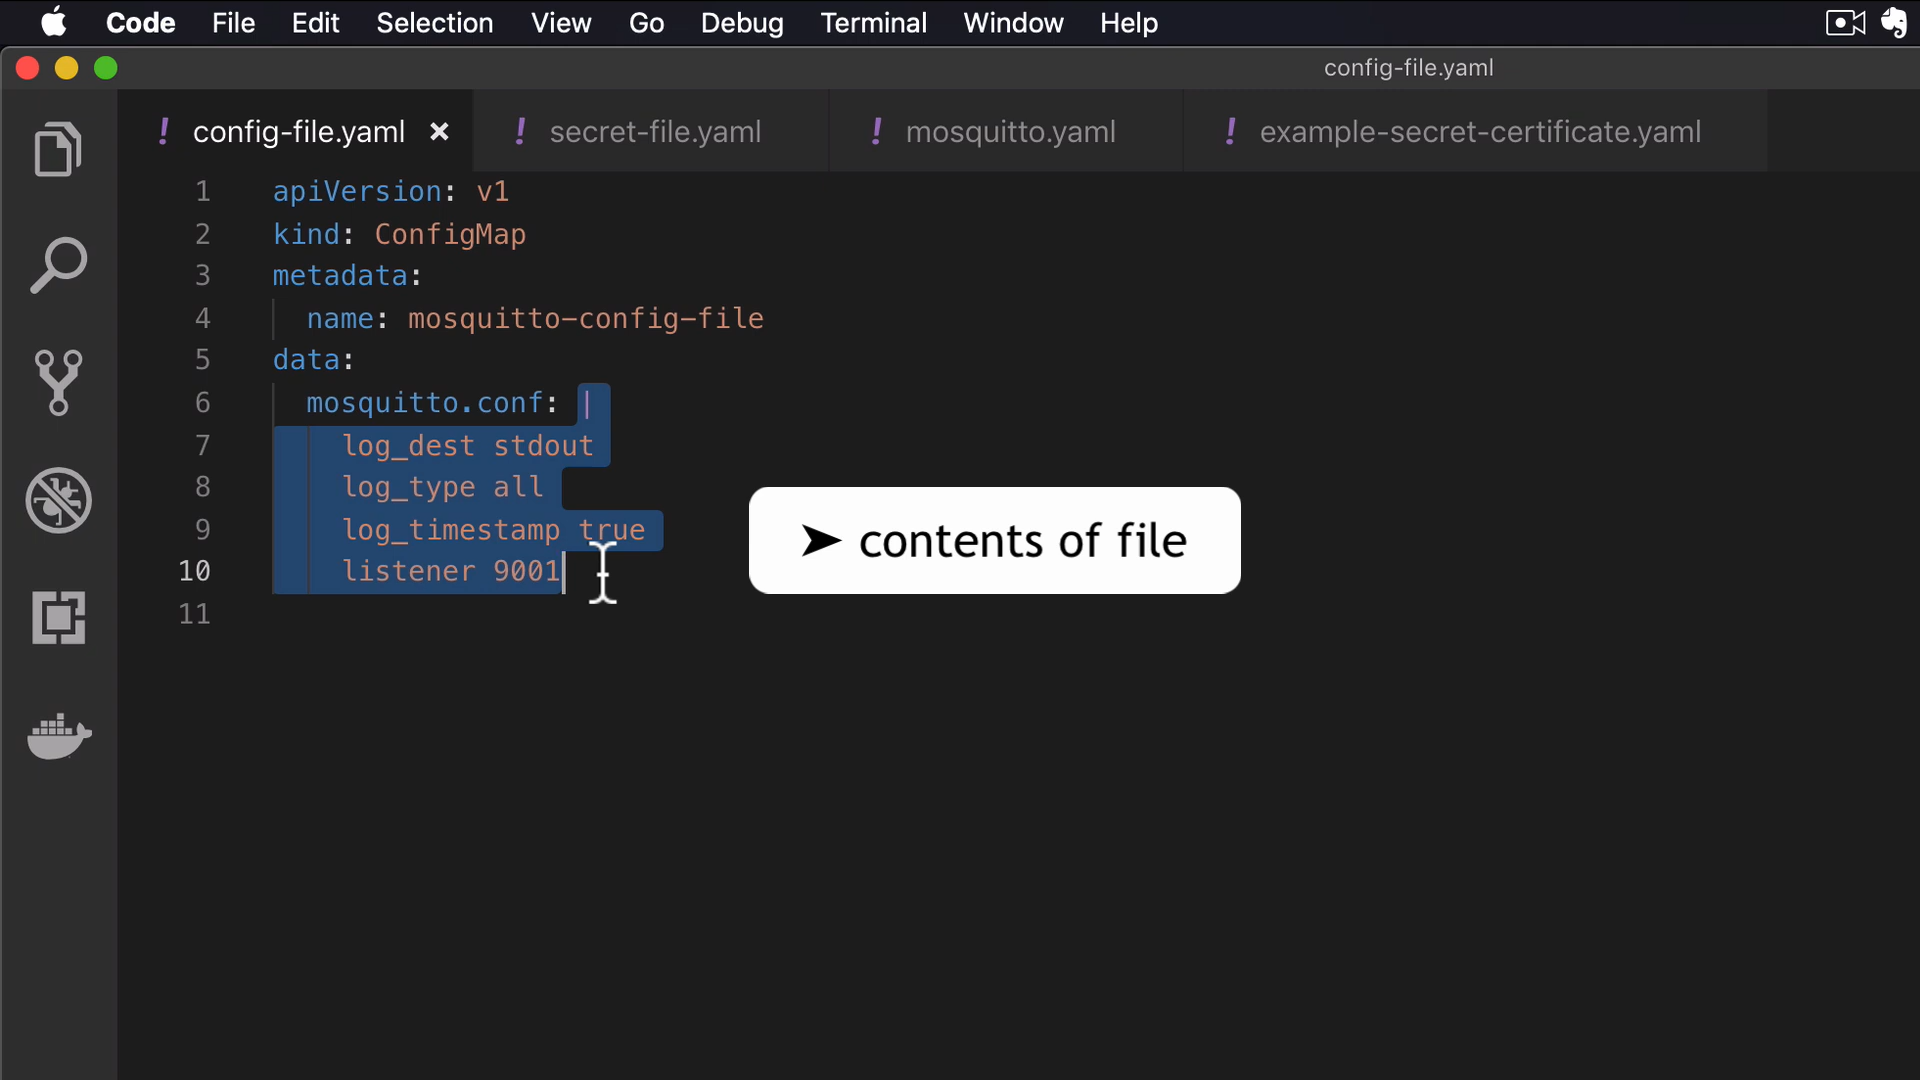 Code File Edit Selection View Go Debug Terminal Window Help
config-file.yaml
! config-file.yaml × ! secret-file.yaml ! mosquitto.yaml ! example-secret-certificate.yaml
1 apiVersion: v1
2 kind: ConfigMap
3 metadata:
4 name: mosquitto-config-file
5 data:
6 mosquitto.conf: |
7 log_dest stdout
8 log_type all
9 log_timestamp true
10 listener 9001
11
➤ contents of file